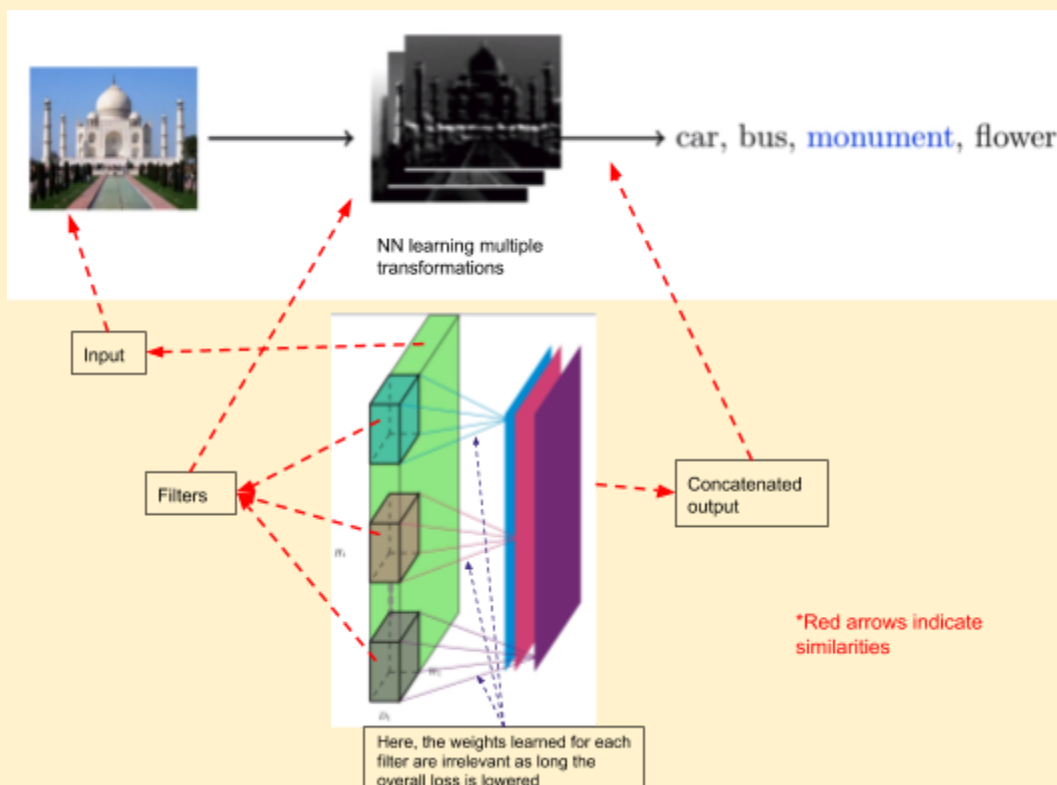 car, bus, monument, flower
NN learning multiple
transformations
Input
Filters
Concatenated
output
*Red arrows indicate
similarities
Here, the weights learned for each
filter are irrelevant as long the
overall loss is lowered